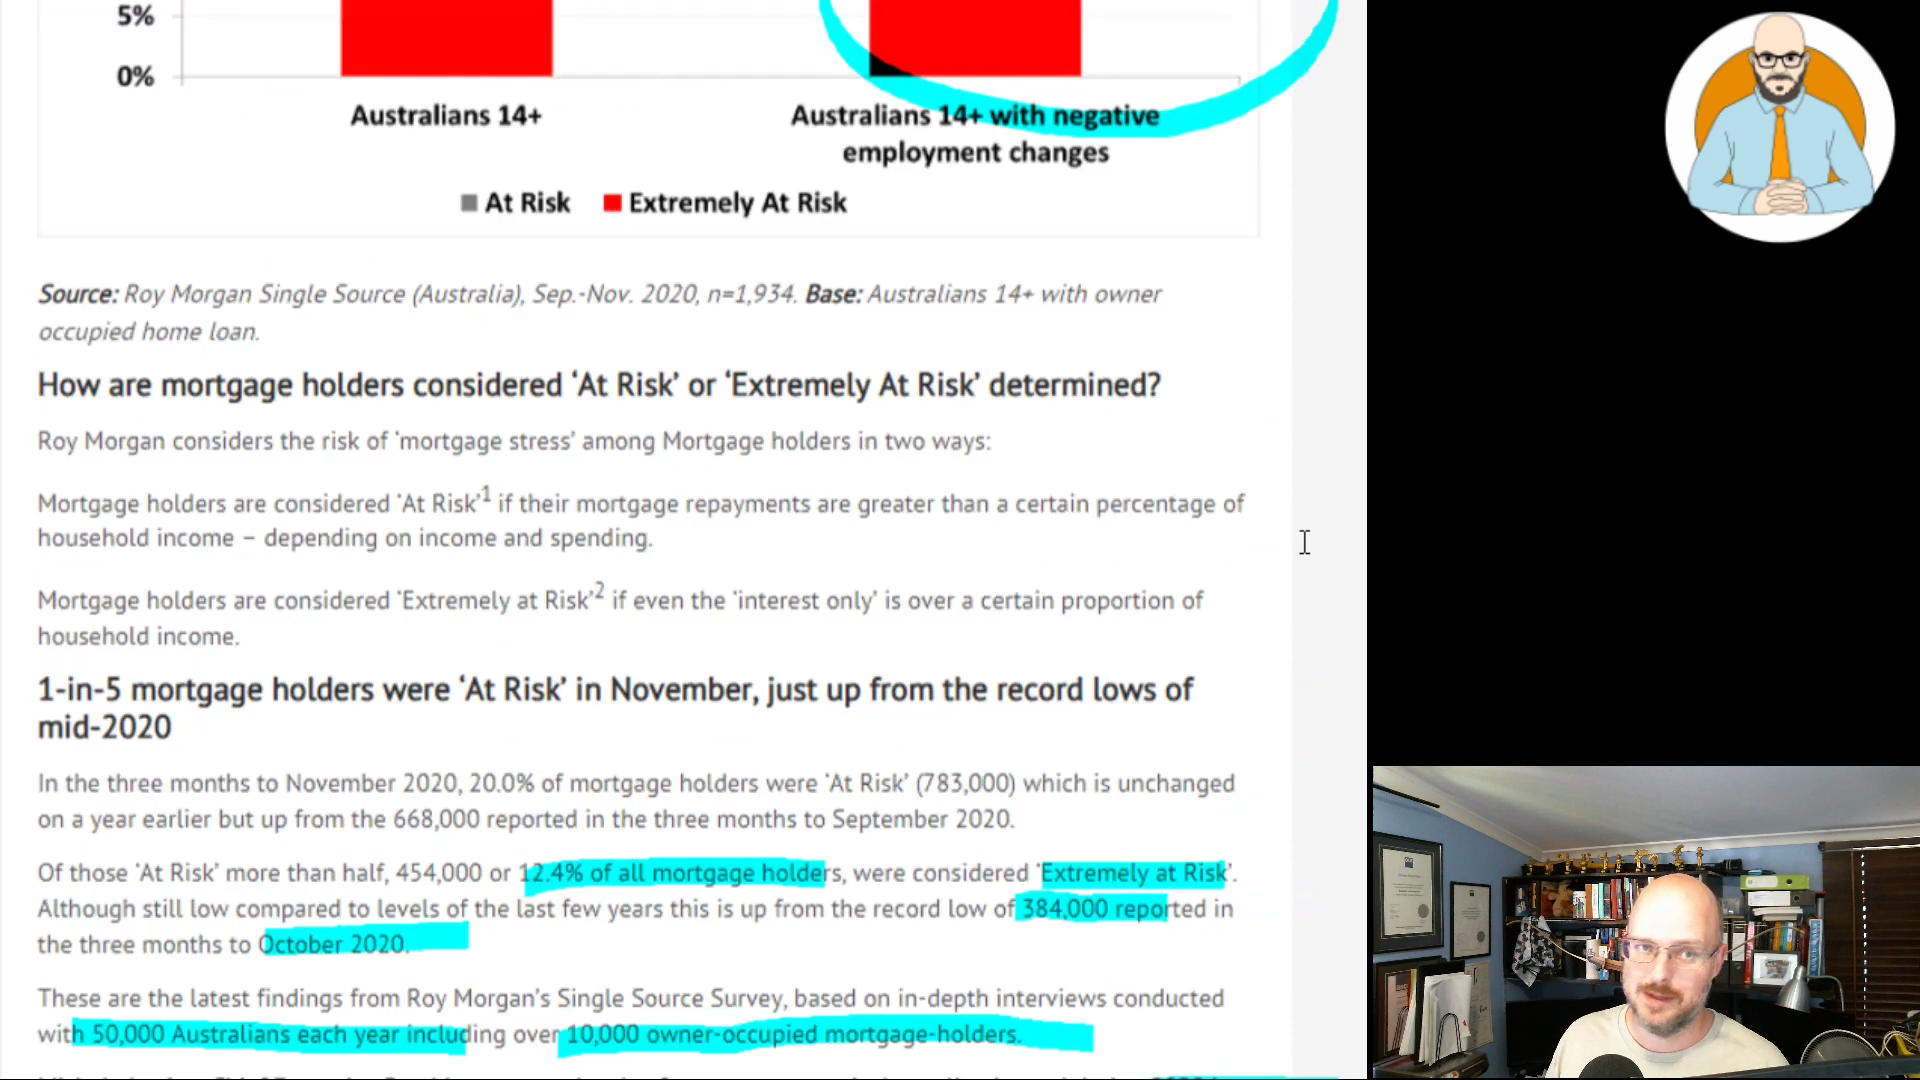 5%
0%
Australians 14+
Australians 14+ with negative
employment changes
At Risk Extremely At Risk
Source: Roy Morgan Single Source (Australia), Sep.-Nov. 2020, n=1,934. Base: Australians 14+ with owner
occupied home loan.
How are mortgage holders considered ‘At Risk’ or ‘Extremely At Risk’ determined?
Roy Morgan considers the risk of ‘mortgage stress’ among Mortgage holders in two ways:
Mortgage holders are considered ‘At Risk’1 if their mortgage repayments are greater than a certain percentage of
household income – depending on income and spending.
Mortgage holders are considered ‘Extremely at Risk’2 if even the ‘interest only’ is over a certain proportion of
household income.
1-in-5 mortgage holders were ‘At Risk’ in November, just up from the record lows of
mid-2020
In the three months to November 2020, 20.0% of mortgage holders were ‘At Risk’ (783,000) which is unchanged
on a year earlier but up from the 668,000 reported in the three months to September 2020.
Of those ‘At Risk’ more than half, 454,000 or 12.4% of all mortgage holders, were considered ‘Extremely at Risk’.
Although still low compared to levels of the last few years this is up from the record low of 384,000 reported in
the three months to October 2020.
These are the latest findings from Roy Morgan’s Single Source Survey, based on in-depth interviews conducted
with 50,000 Australians each year including over 10,000 owner-occupied mortgage-holders.